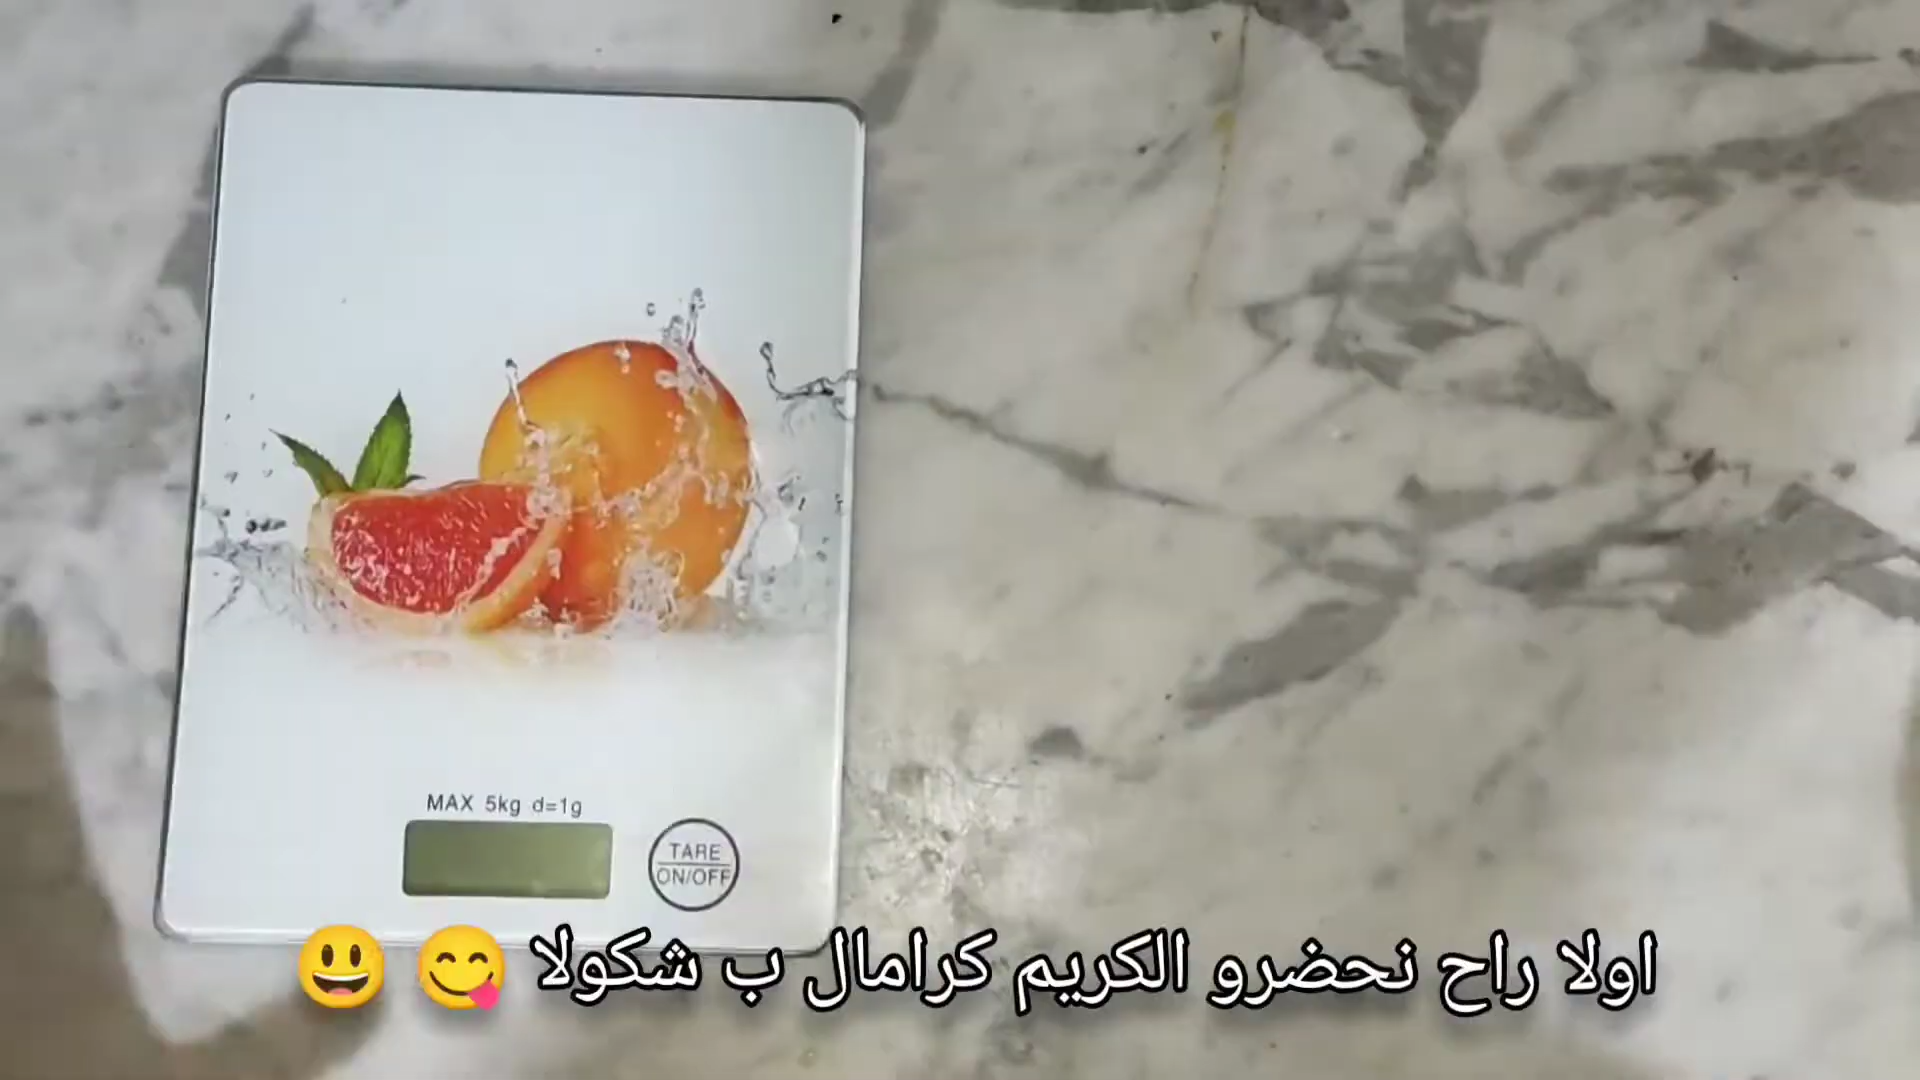 MAX 5kg d=1g
TARE
ON/OFF
اولا راح نحضرو الكريم كرامال ب شكولا 😋 😃